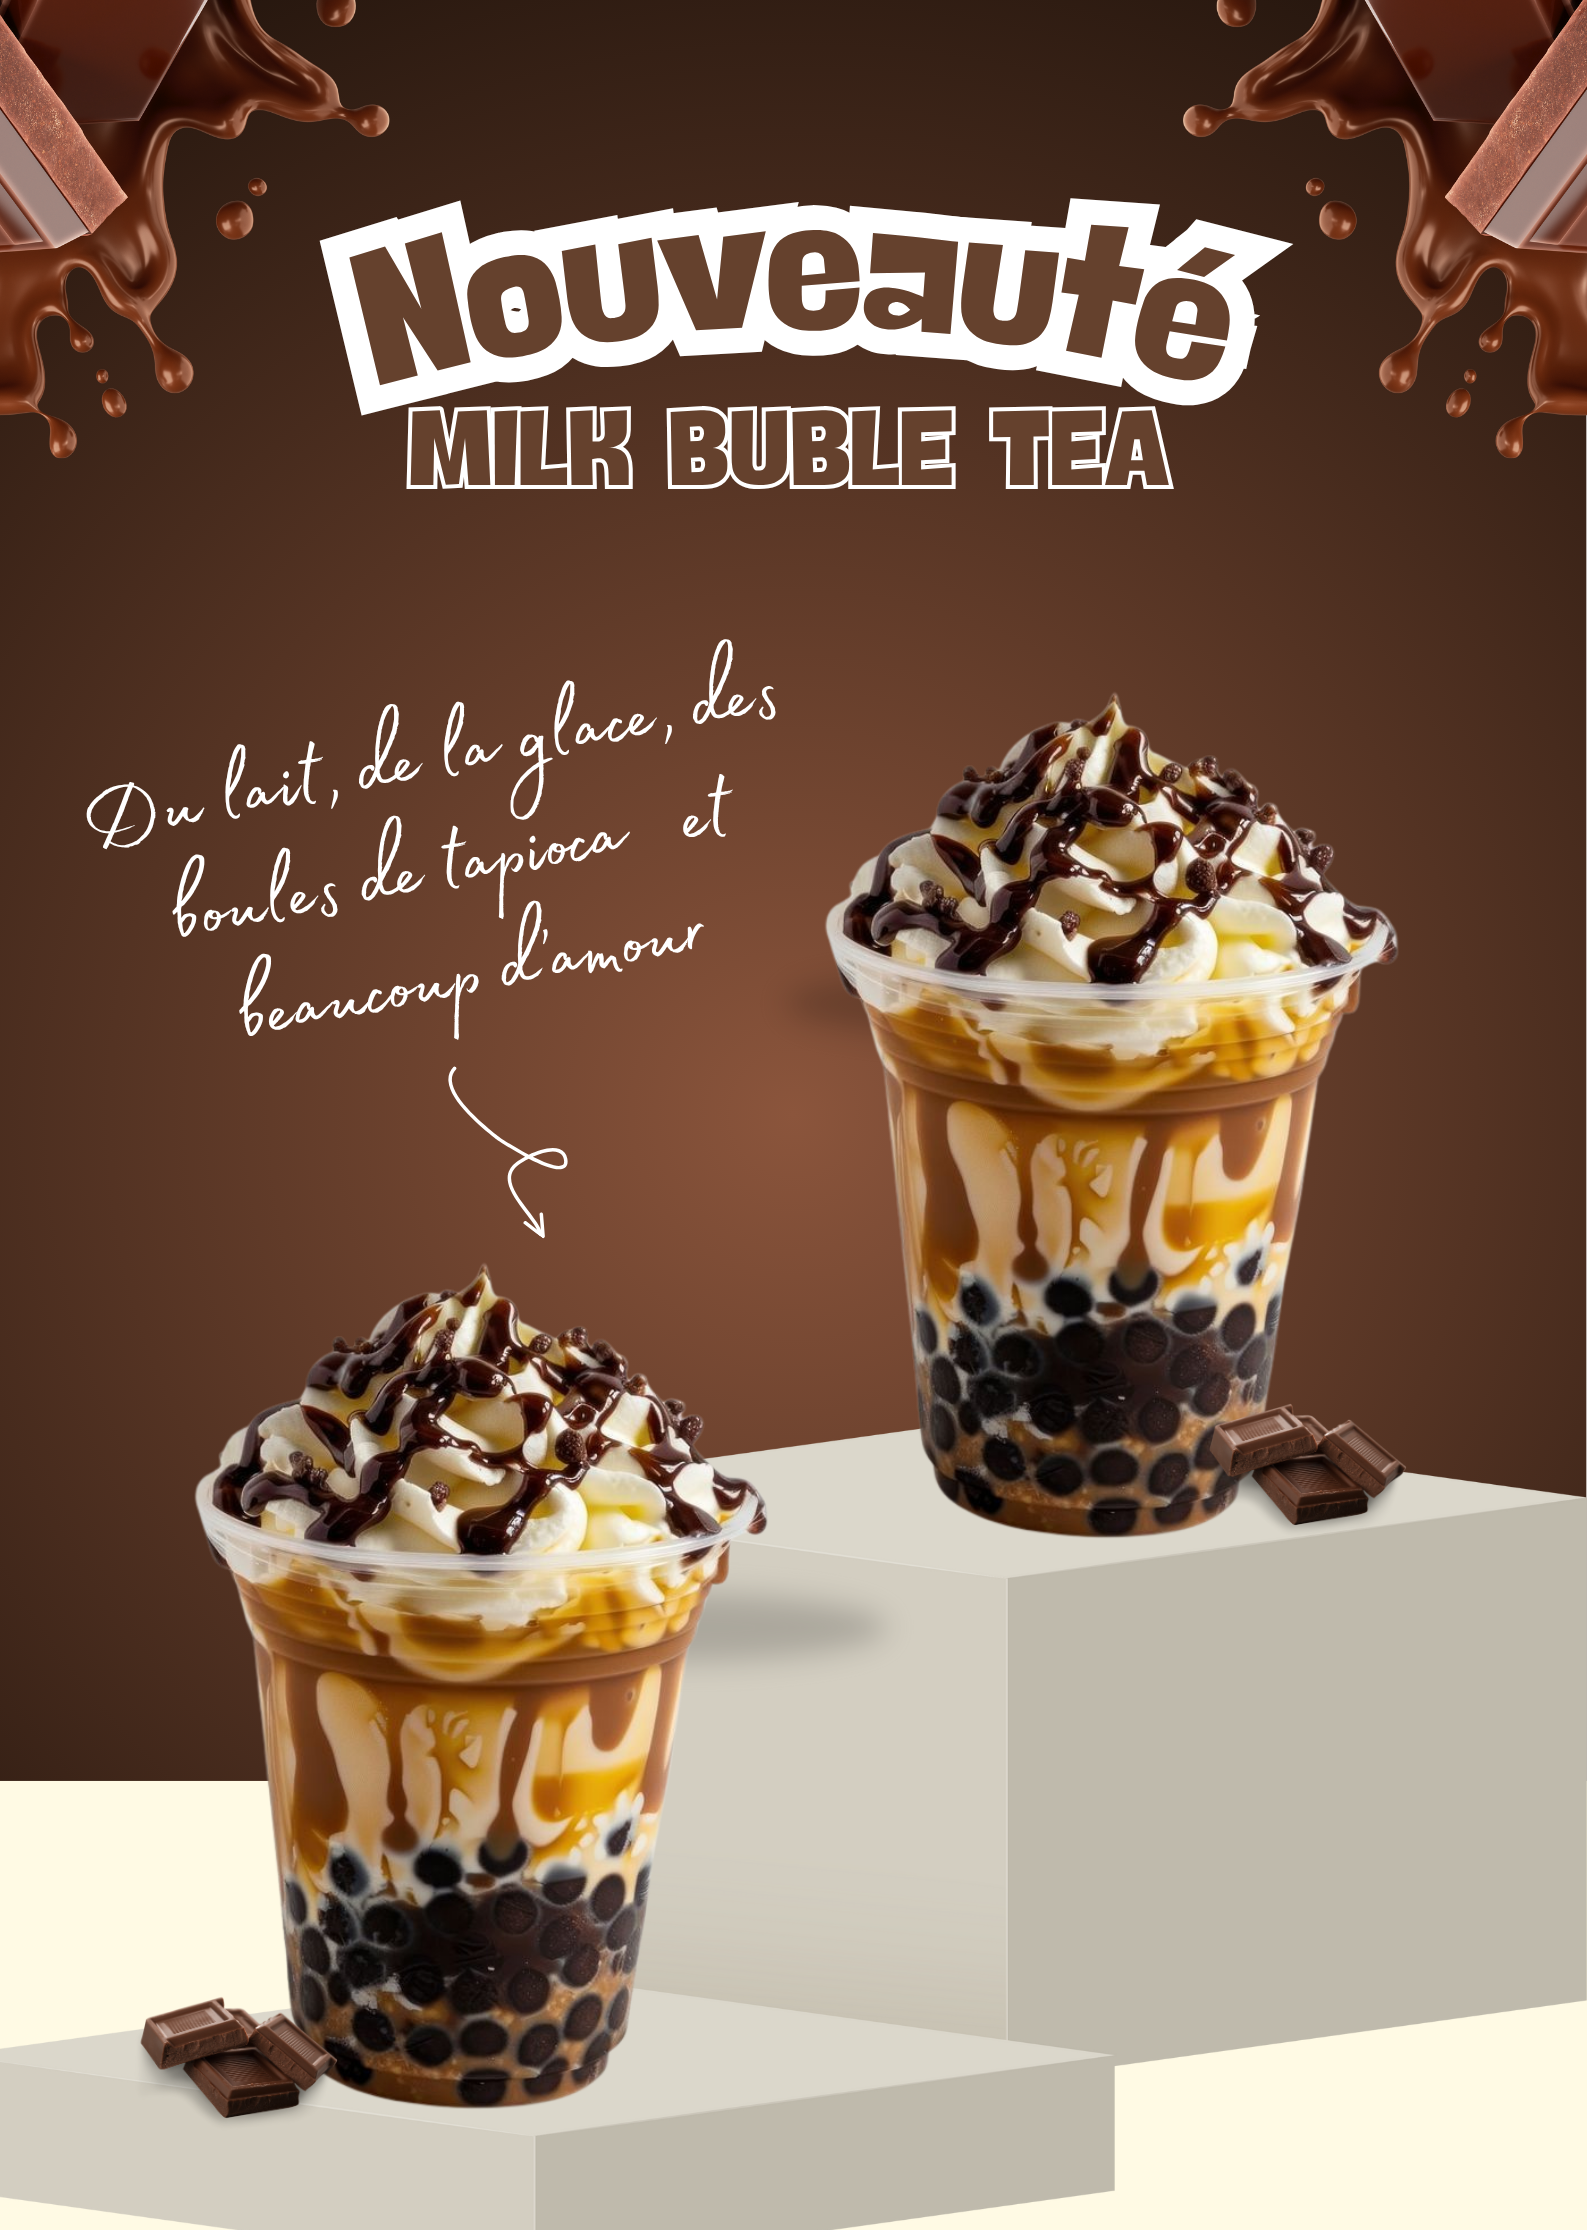 Nouveauté
MILK BUBLE TEA
Du lait, de la glace, des
boules de tapioca et
beaucoup d'amour